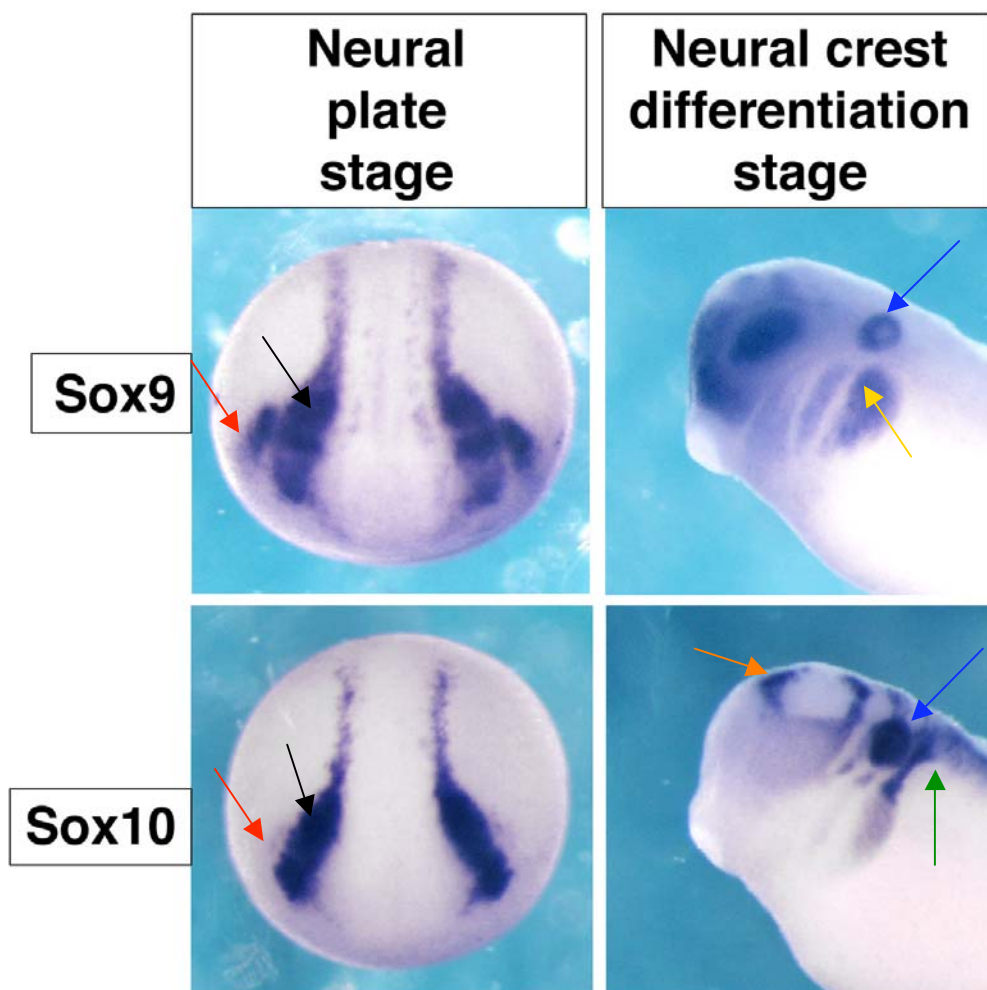 Neural
plate
stage
Neural crest
differentiation
stage
Sox9
Sox10